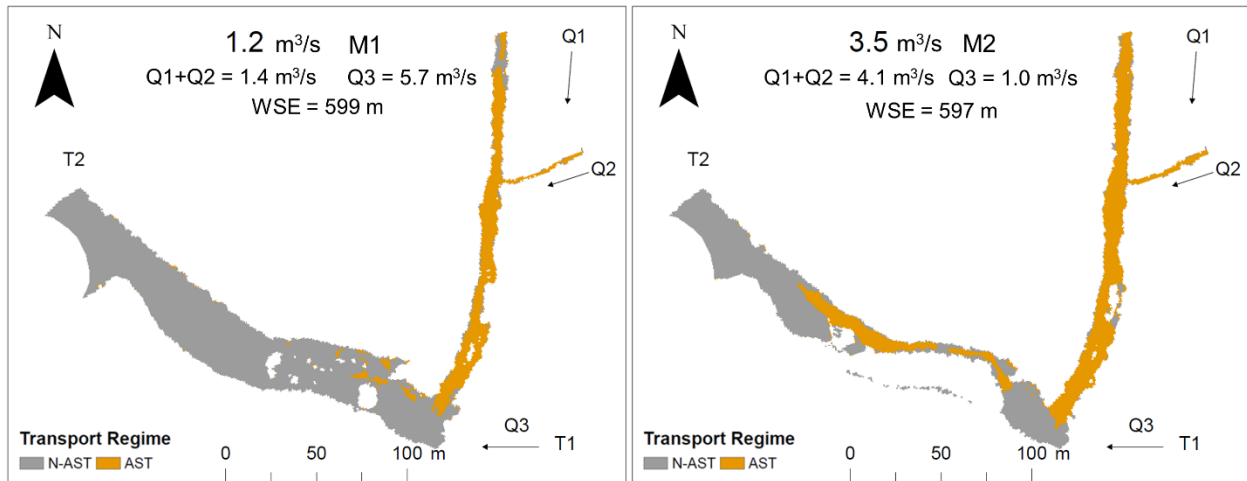 N
1.2 m³/s M1
Q1+Q2 = 1.4 m³/s Q3 = 5.7 m³/s
WSE = 599 m
Q1
T2
Q2
Q3
T1
Transport Regime
N-AST AST
0 50 100 m
N
3.5 m³/s M2
Q1+Q2 = 4.1 m³/s Q3 = 1.0 m³/s
WSE = 597 m
Q1
T2
Q2
Q3
T1
Transport Regime
N-AST AST
0 50 100 m